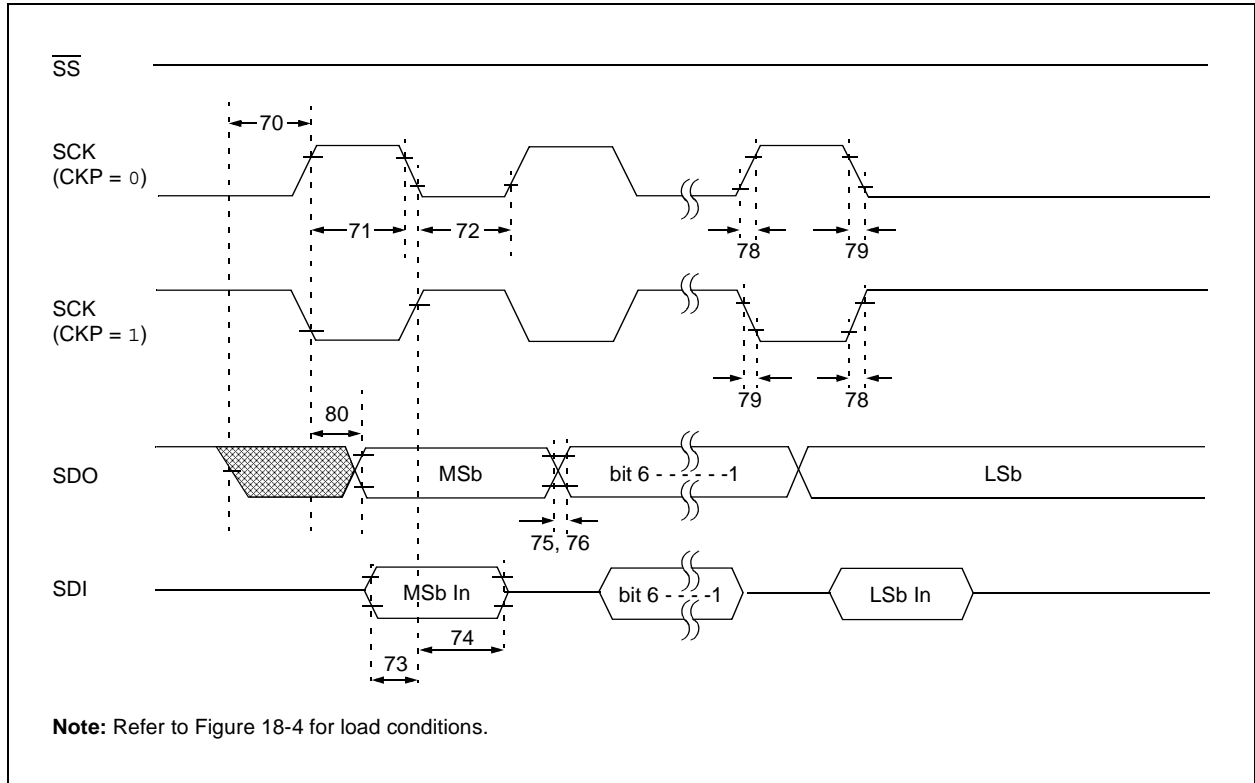 SS
70
SCK
(CKP = 0)
71
72
78
79
SCK
(CKP = 1)
79
78
80
SDO
MSb
bit 6 - - - - - - -1
LSb
75, 76
SDI
MSb In
bit 6 - - - - -1
LSb In
74
73
Note: Refer to Figure 18-4 for load conditions.